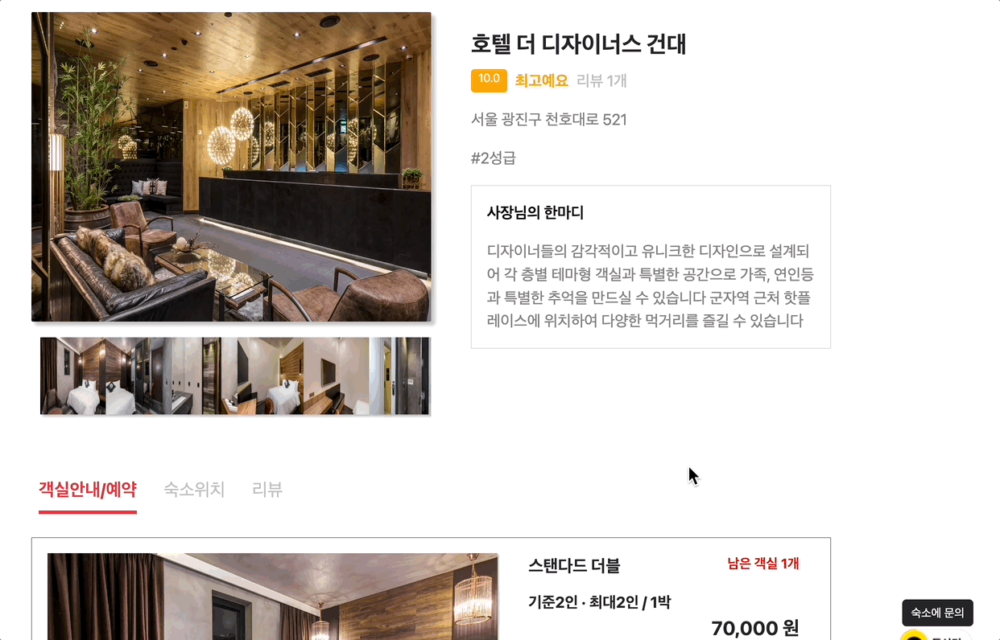 호텔 더 디자이너스 건대
10.0 최고예요 리뷰 1개
서울 광진구 천호대로 521
#2성급
사장님의 한마디
디자이너들의 감각적이고 유니크한 디자인으로 설계되
어 각 층별 테마형 객실과 특별한 공간으로 가족, 연인등
과 특별한 추억을 만드실 수 있습니다 군자역 근처 핫플
레이스에 위치하여 다양한 먹거리를 즐길 수 있습니다
객실안내/예약 숙소위치 리뷰
스탠다드 더블 남은 객실 1개
기준2인 · 최대2인 / 1박
70,000 원
숙소에 문의